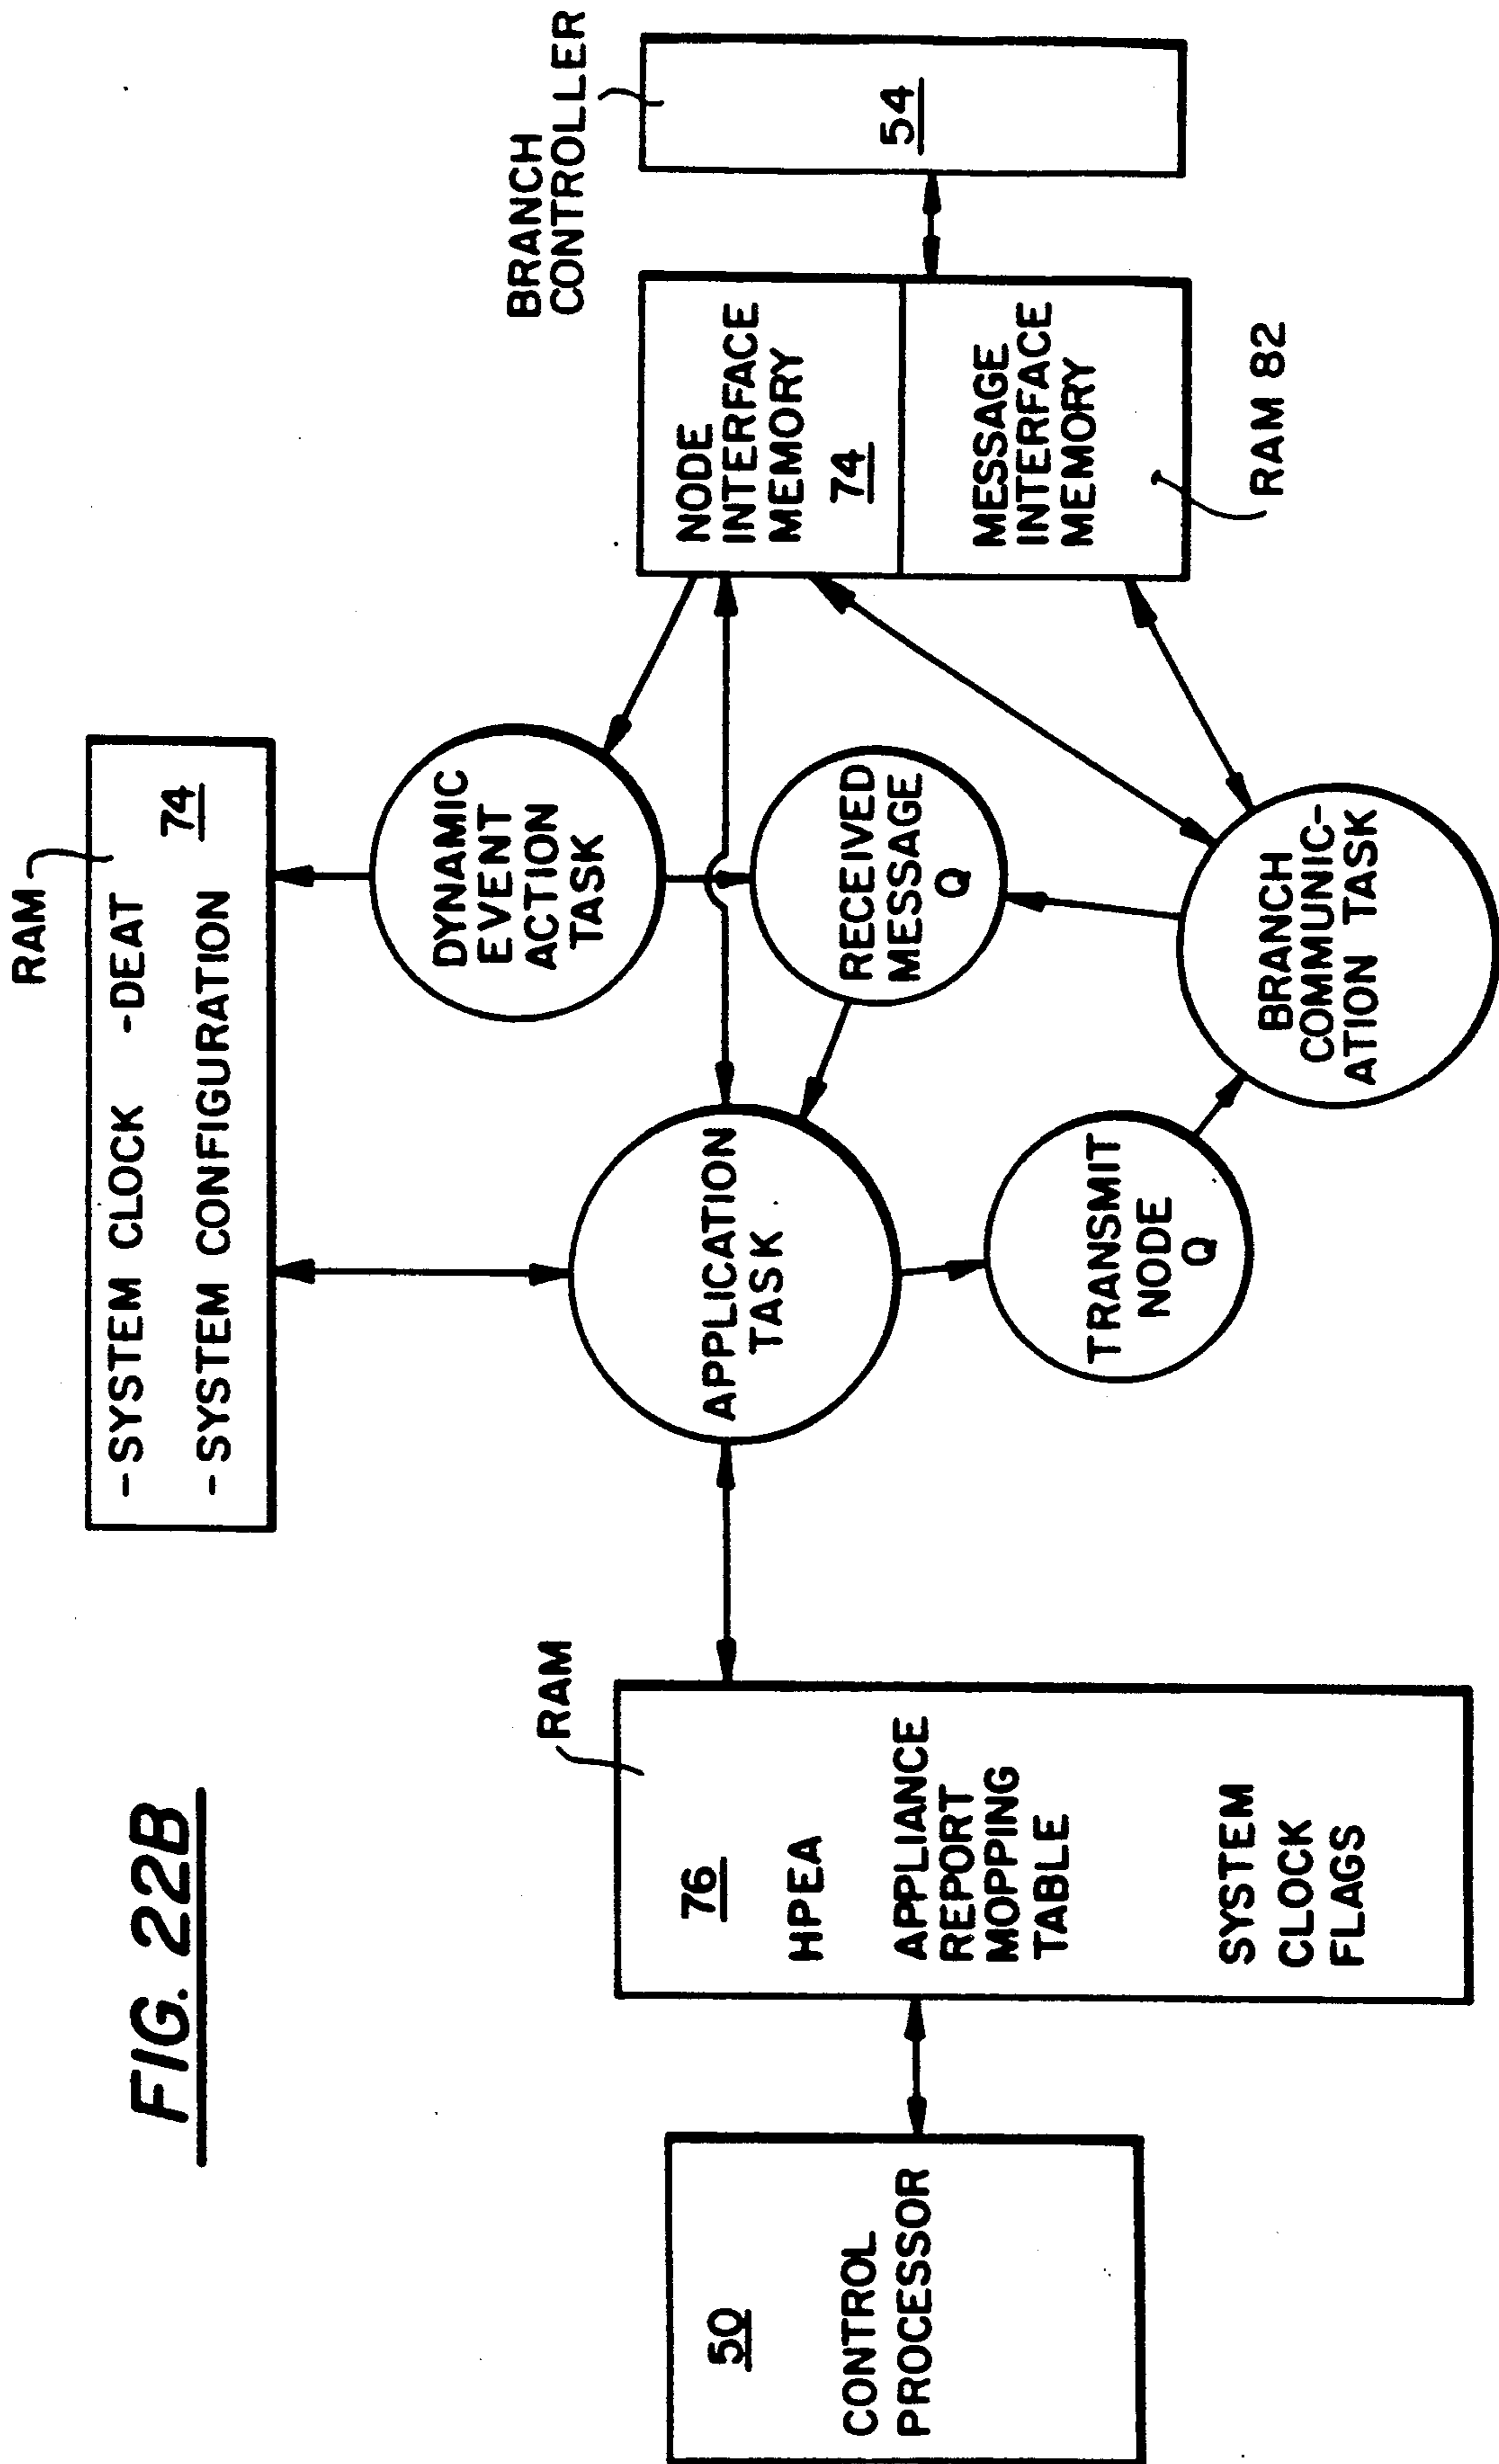 FIG. 22B
RAM
-SYSTEM CLOCK -DEAT
-SYSTEM CONFIGURATION 74
50
CONTROL
PROCESSOR
RAM
76
HPEA
APPLIANCE
REPORT
MOPPING
TABLE
SYSTEM
CLOCK
FLAGS
APPLICATION
TASK
DYNAMIC
EVENT
ACTION
TASK
RECEIVED
MESSAGE
Q
TRANSMIT
NODE
Q
BRANCH
COMMUNIC-
ATION TASK
NODE
INTERFACE
MEMORY
74
MESSAGE
INTERFACE
MEMORY
RAM 82
BRANCH
CONTROLLER
54